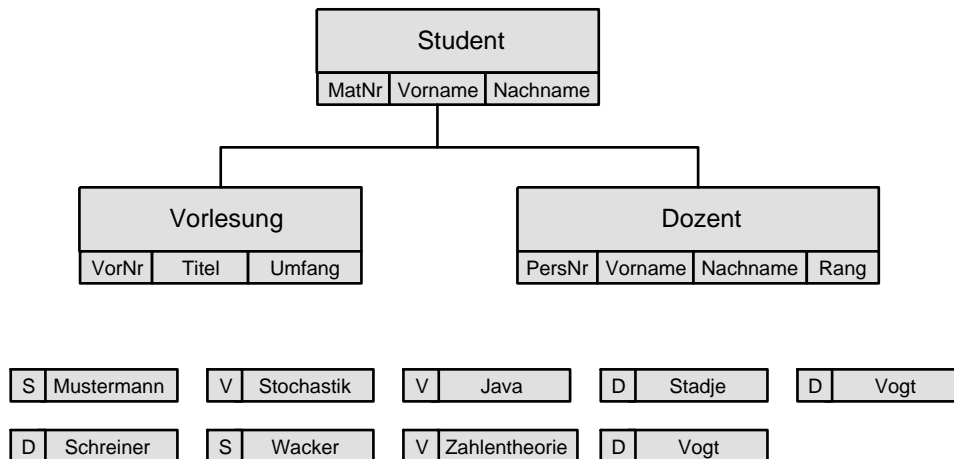 Student
MatNr Vorname Nachname
Vorlesung Dozent
VorNr Titel Umfang PersNr Vorname Nachname Rang
S Mustermann V Stochastik V Java D Stadje D Vogt
D Schreiner S Wacker V Zahlentheorie D Vogt